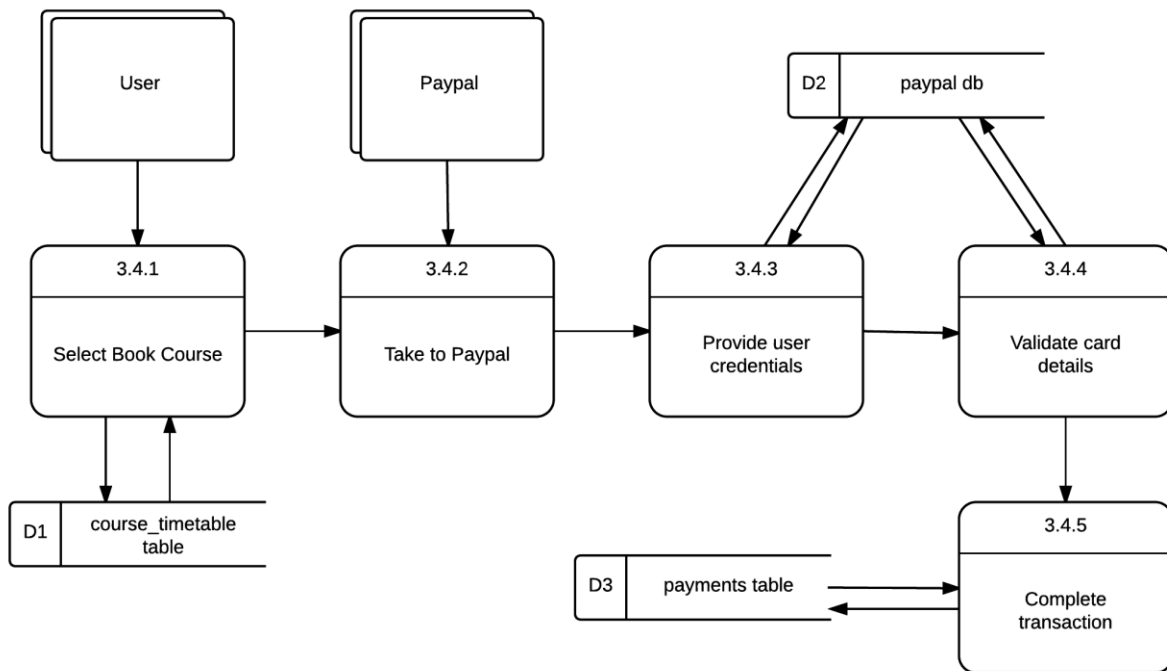 User
Paypal
D2
paypal db
3.4.1
3.4.2
3.4.3
3.4.4
Select Book Course
Take to Paypal
Provide user
credentials
Validate card
details
D1
course_timetable
table
3.4.5
D3
payments table
Complete
transaction